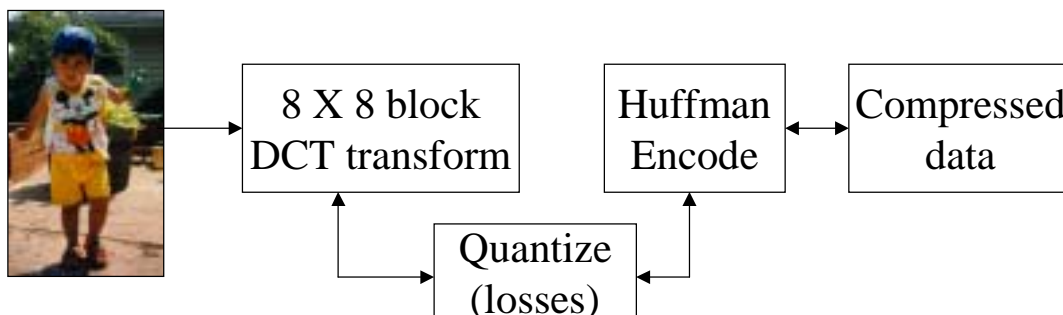 8 X 8 block
DCT transform
Quantize
(losses)
Huffman
Encode
Compressed
data